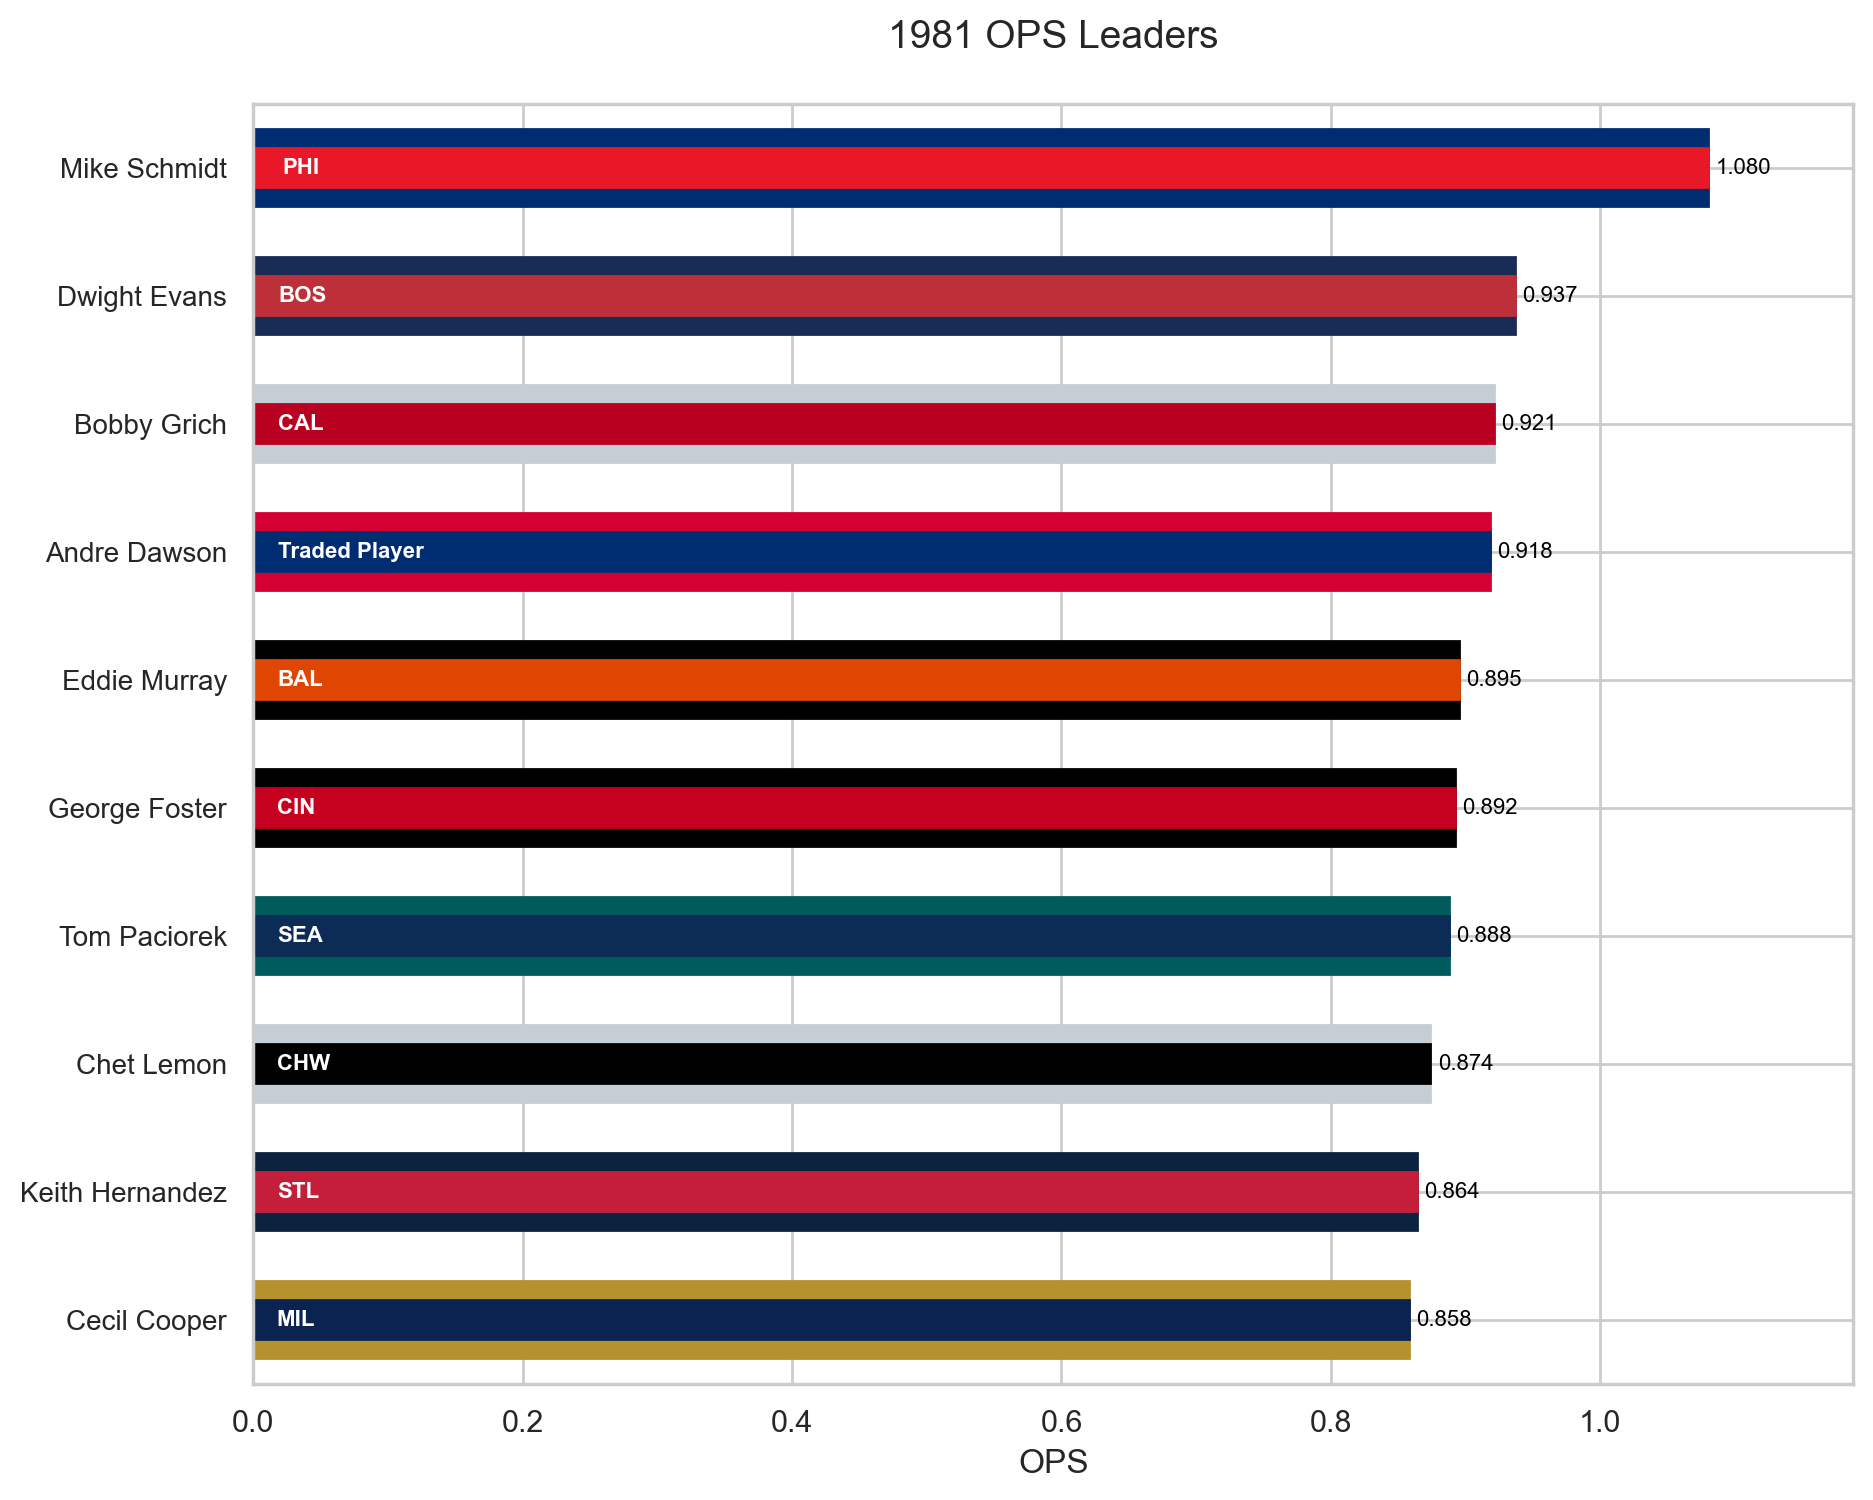 1981 OPS Leaders
Mike Schmidt PHI 1.080
Dwight Evans BOS 0.937
Bobby Grich CAL 0.921
Andre Dawson Traded Player 0.918
Eddie Murray BAL 0.895
George Foster CIN 0.892
Tom Paciorek SEA 0.888
Chet Lemon CHW 0.874
Keith Hernandez STL 0.864
Cecil Cooper MIL 0.858
0.0 0.2 0.4 0.6 0.8 1.0
OPS